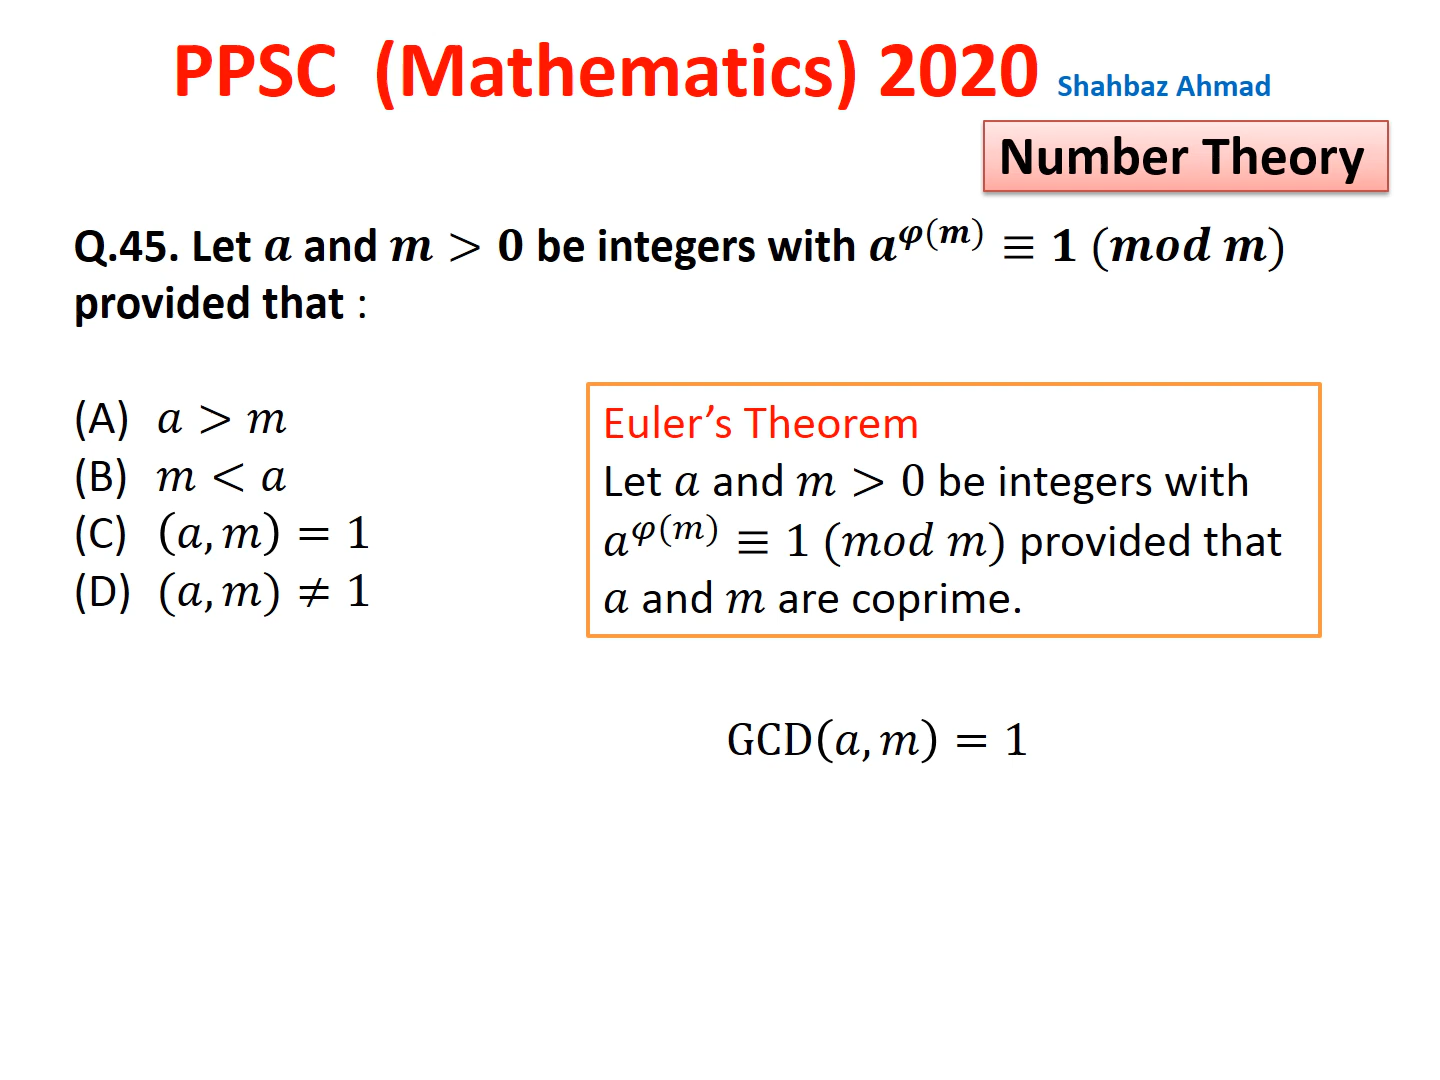 PPSC (Mathematics) 2020 Shahbaz Ahmad
Number Theory
Q.45. Let a and m > 0 be integers with a^φ(m) ≡ 1 (mod m)
provided that :
(A) a > m
(B) m < a
(C) (a, m) = 1
(D) (a, m) ≠ 1
Euler’s Theorem
Let a and m > 0 be integers with
a^φ(m) ≡ 1 (mod m) provided that
a and m are coprime.
GCD(a, m) = 1